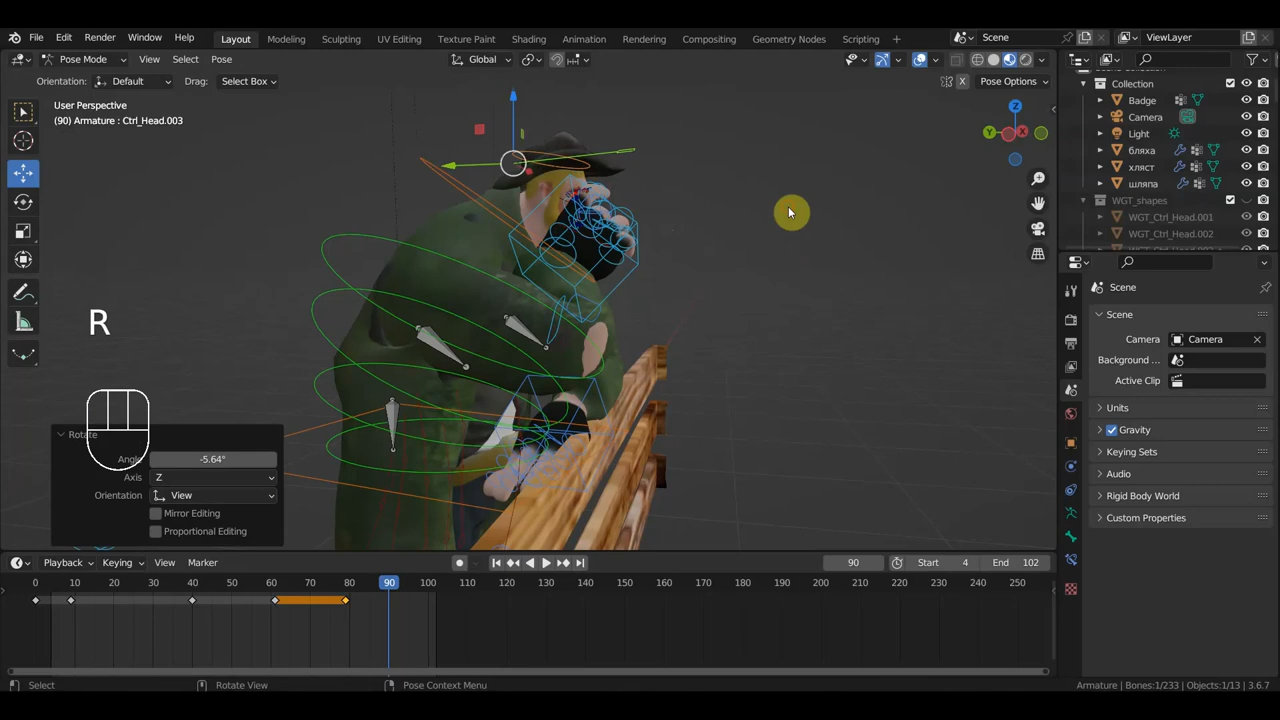 File Edit Render Window Help Layout Modeling Sculpting UV Editing Texture Paint Shading Animation Rendering Compositing Geometry Nodes Scripting Scene ViewLayer
Pose Mode View Select Pose Global
Orientation: Default Drag: Select Box Pose Options
User Perspective
(90) Armature : Ctrl_Head.003
Z
Y
X
Collection
Badge
Camera
Light
бляха
хляст
шляпа
WGT_shapes
WGT_Ctrl_Head.001
WGT_Ctrl_Head.002
Scene
Scene
Camera Camera
Background ...
Active Clip
Units
Gravity
Keying Sets
Audio
Rigid Body World
Custom Properties
R
Rotate
Angle -5.64°
Axis Z
Orientation View
Mirror Editing
Proportional Editing
Playback Keying View Marker 90 Start 4 End 102
0 10 20 30 40 50 60 70 80 90 100 110 120 130 140 150 160 170 180 190 200 210 220 230 240 250
Select Rotate View Pose Context Menu Armature | Bones:1/233 | Objects:1/13 | 3.6.7